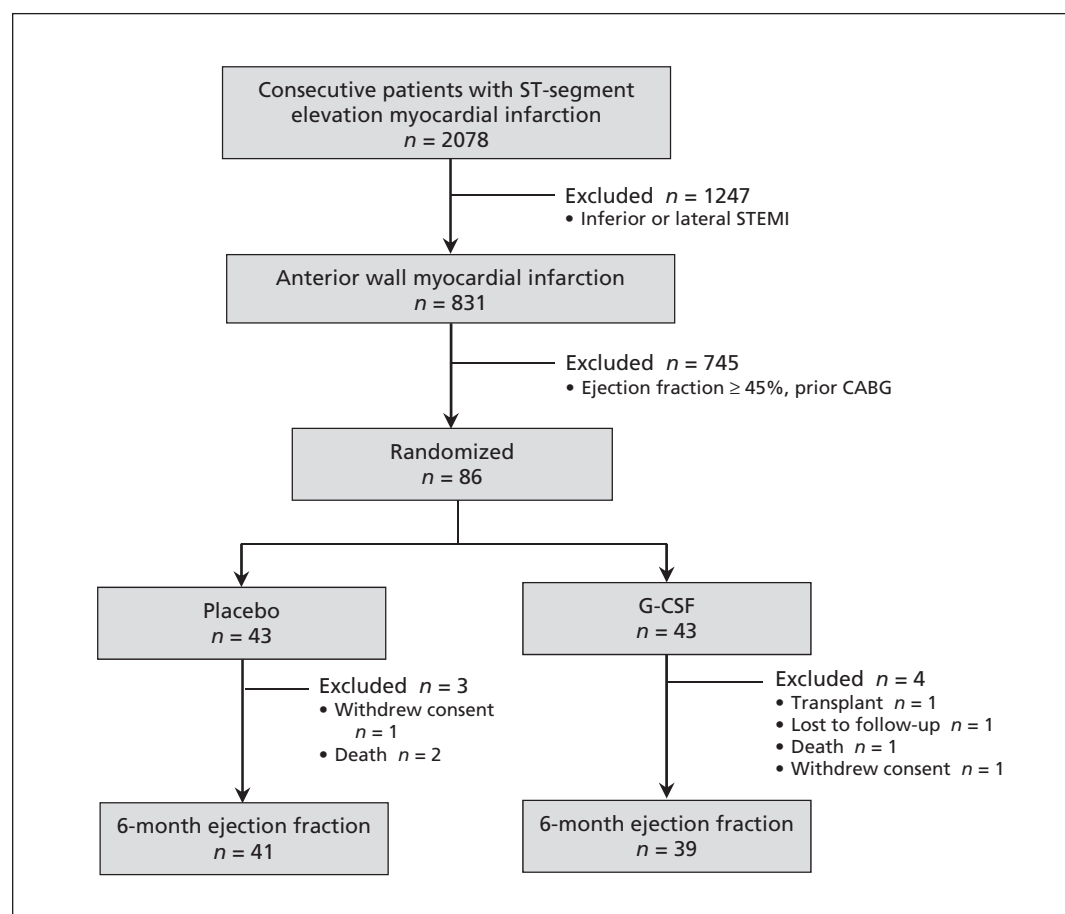 Consecutive patients with ST-segment
elevation myocardial infarction
n = 2078
Excluded n = 1247
• Inferior or lateral STEMI
Anterior wall myocardial infarction
n = 831
Excluded n = 745
• Ejection fraction ≥ 45%, prior CABG
Randomized
n = 86
Placebo
n = 43
G-CSF
n = 43
Excluded n = 3
• Withdrew consent
n = 1
• Death n = 2
Excluded n = 4
• Transplant n = 1
• Lost to follow-up n = 1
• Death n = 1
• Withdrew consent n = 1
6-month ejection fraction
n = 41
6-month ejection fraction
n = 39